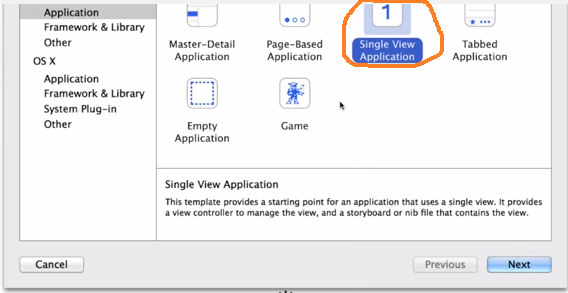 Application
Framework & Library
Other
OS X
Application
Framework & Library
System Plug-in
Other
Master-Detail
Application
Page-Based
Application
1
Single View
Application
Tabbed
Application
Empty
Application
Game
Single View Application
This template provides a starting point for an application that uses a single view. It provides
a view controller to manage the view, and a storyboard or nib file that contains the view.
Cancel
Previous
Next